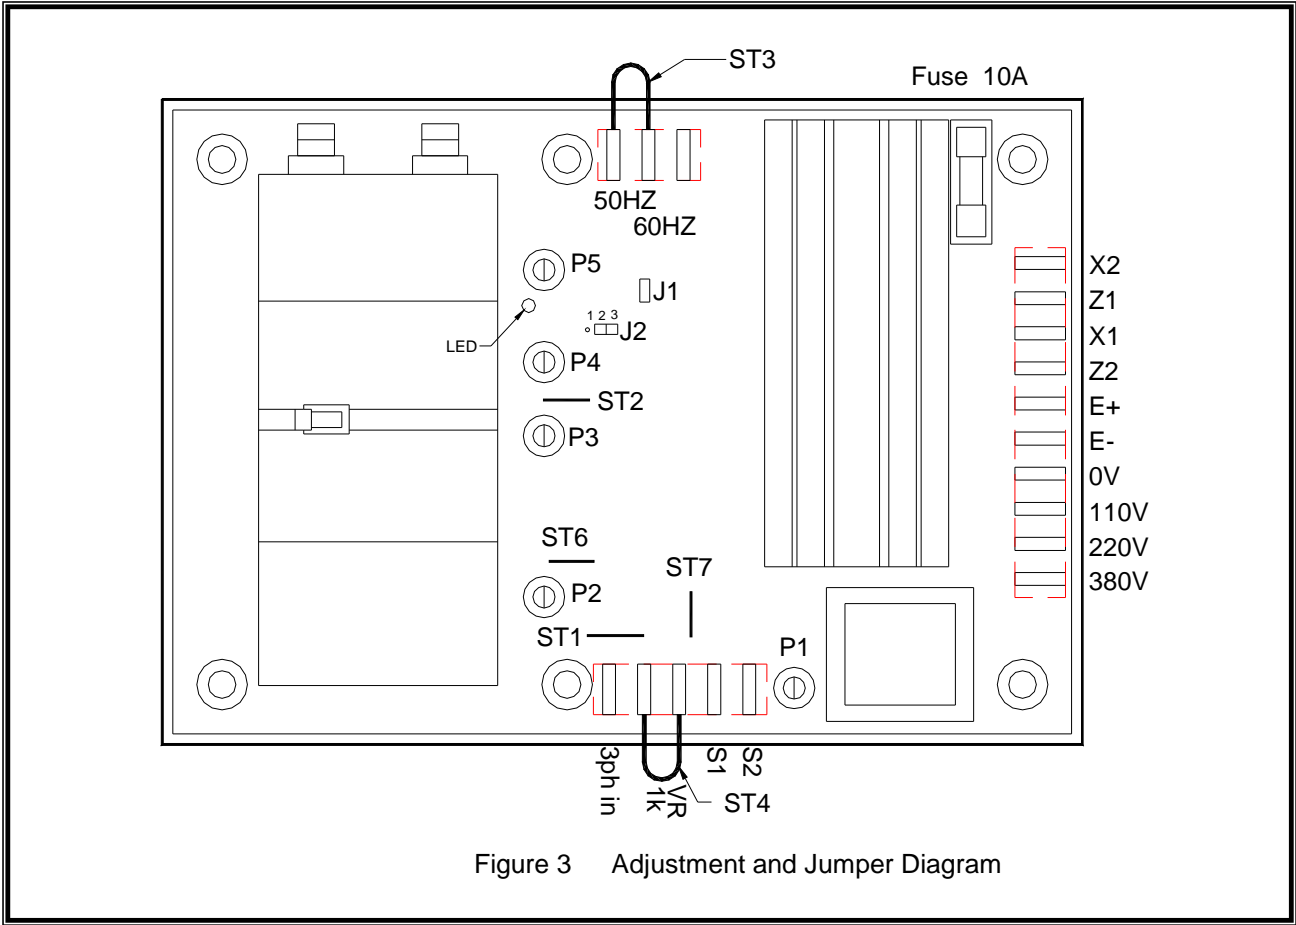 ST3
Fuse 10A
50HZ
60HZ
P5
J1
1 2 3
J2
LED
P4
ST2
P3
X2
Z1
X1
Z2
E+
E-
0V
110V
220V
380V
ST6
ST7
P2
ST1
P1
3ph in
1k
VR
S1
S2
ST4
Figure 3 Adjustment and Jumper Diagram